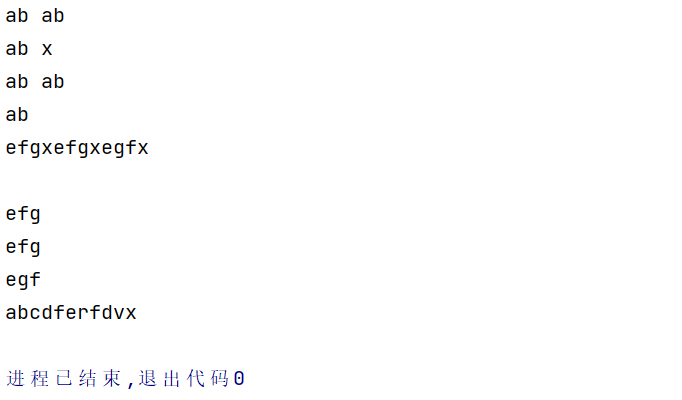 ab ab
ab x
ab ab
ab
efgxefgxegfx
efg
efg
egf
abcdferfdvx
进程已结束,退出代码0